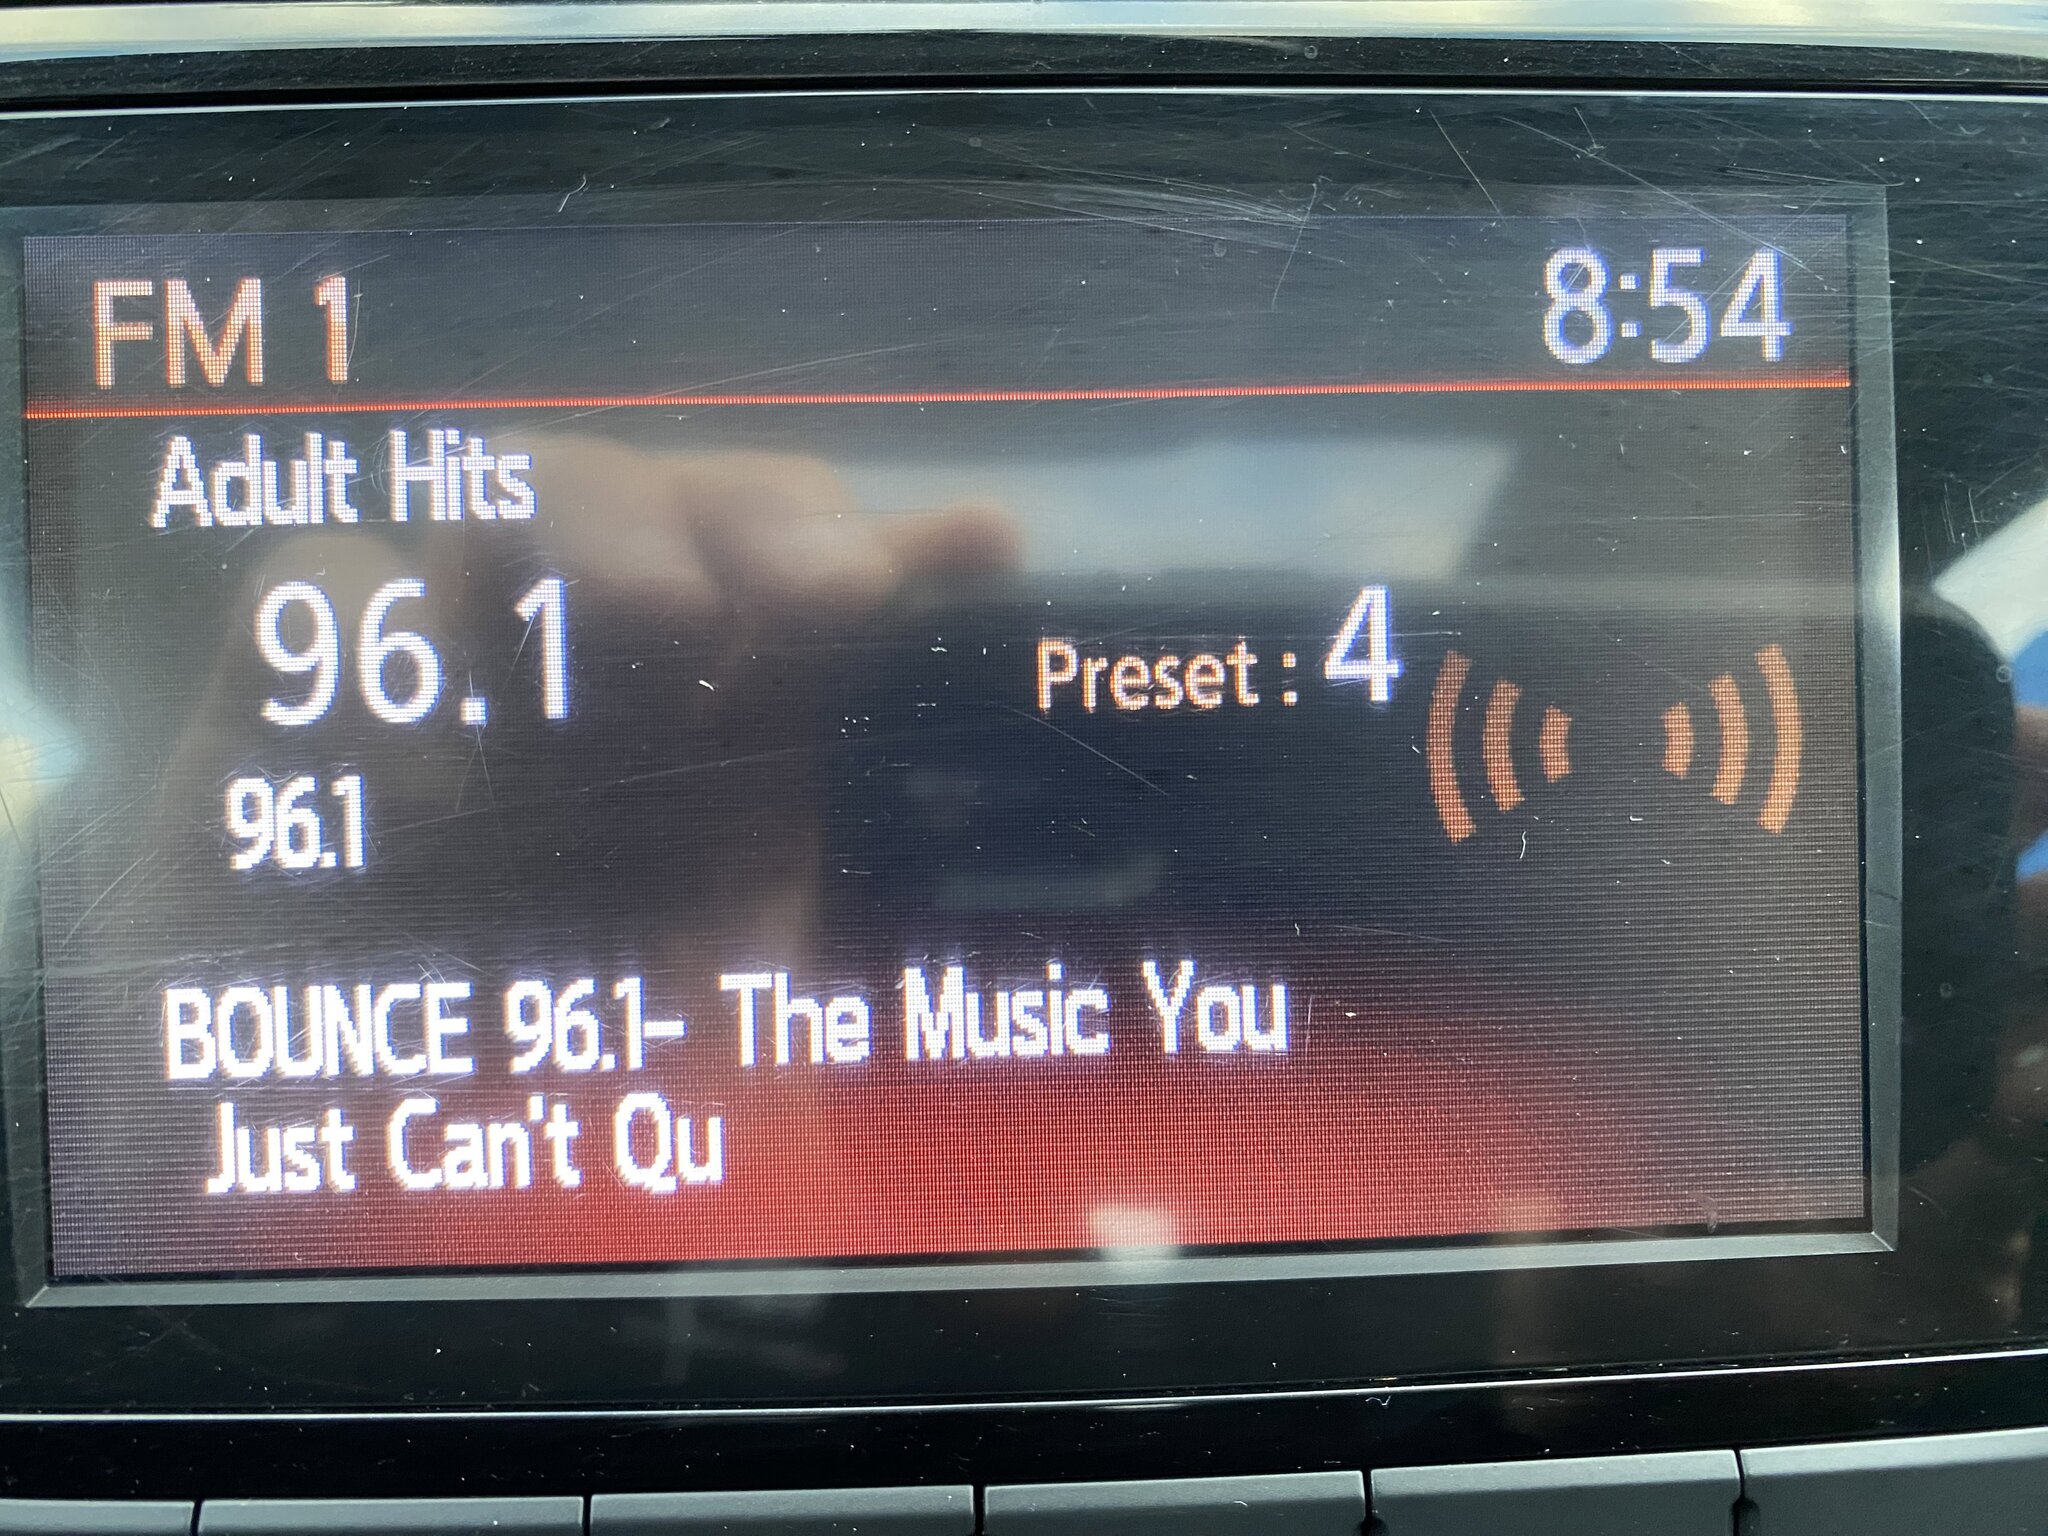 FM 1 8:54
Adult Hits
96.1 Preset : 4
96.1
BOUNCE 96.1- The Music You
Just Can't Qu